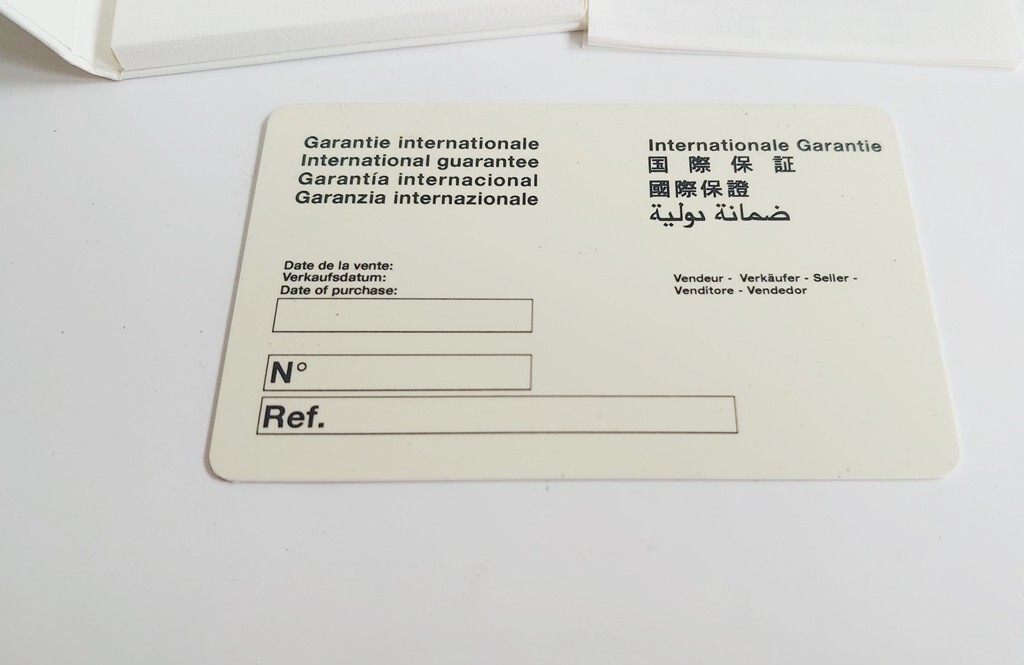 Garantie internationale
International guarantee
Garantía internacional
Garanzia internazionale
Internationale Garantie
国際保証
國際保證
ضمانة دولية
Date de la vente:
Verkaufsdatum:
Date of purchase:
Vendeur - Verkäufer - Seller -
Venditore - Vendedor
N°
Ref.